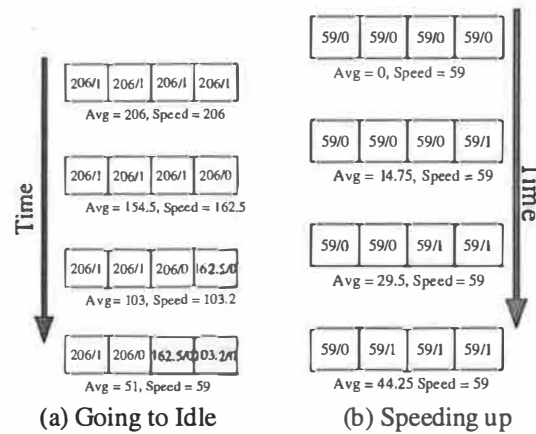 Time
206/1 206/1 206/1 206/1
Avg = 206, Speed = 206
206/1 206/1 206/1 206/0
Avg = 154.5, Speed = 162.5
206/1 206/1 206/0 162.5/0
Avg = 103, Speed = 103.2
206/1 206/0 162.5/0 103.2/0
Avg = 51, Speed = 59
(a) Going to Idle
59/0 59/0 59/0 59/0
Avg = 0, Speed = 59
59/0 59/0 59/0 59/1
Avg = 14.75, Speed = 59
59/0 59/0 59/1 59/1
Avg = 29.5, Speed = 59
59/0 59/1 59/1 59/1
Avg = 44.25 Speed = 59
Time
(b) Speeding up